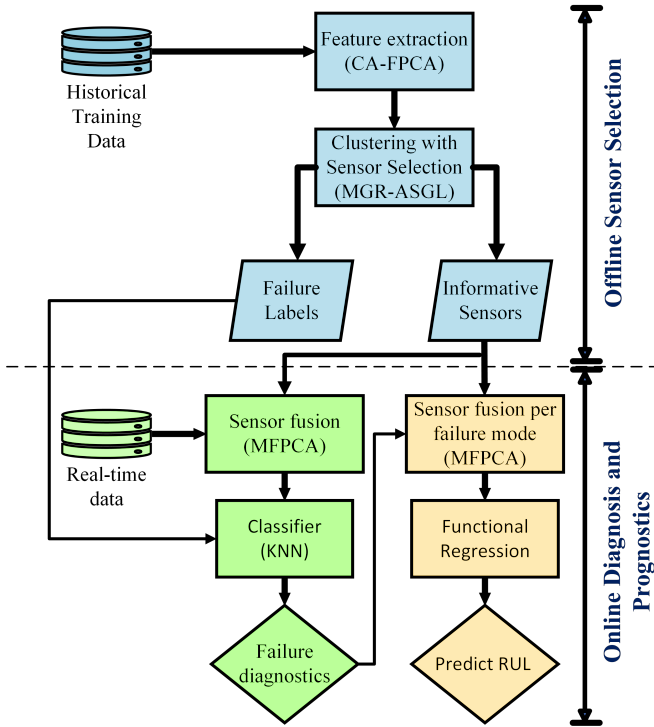 Feature extraction
(CA-FPCA)
Historical
Training
Data
Clustering with
Sensor Selection
(MGR-ASGL)
Failure
Labels
Informative
Sensors
Offline Sensor Selection
Sensor fusion
(MFPCA)
Sensor fusion per
failure mode
(MFPCA)
Real-time
data
Classifier
(KNN)
Functional
Regression
Failure
diagnostics
Predict RUL
Online Diagnosis and
Prognostics